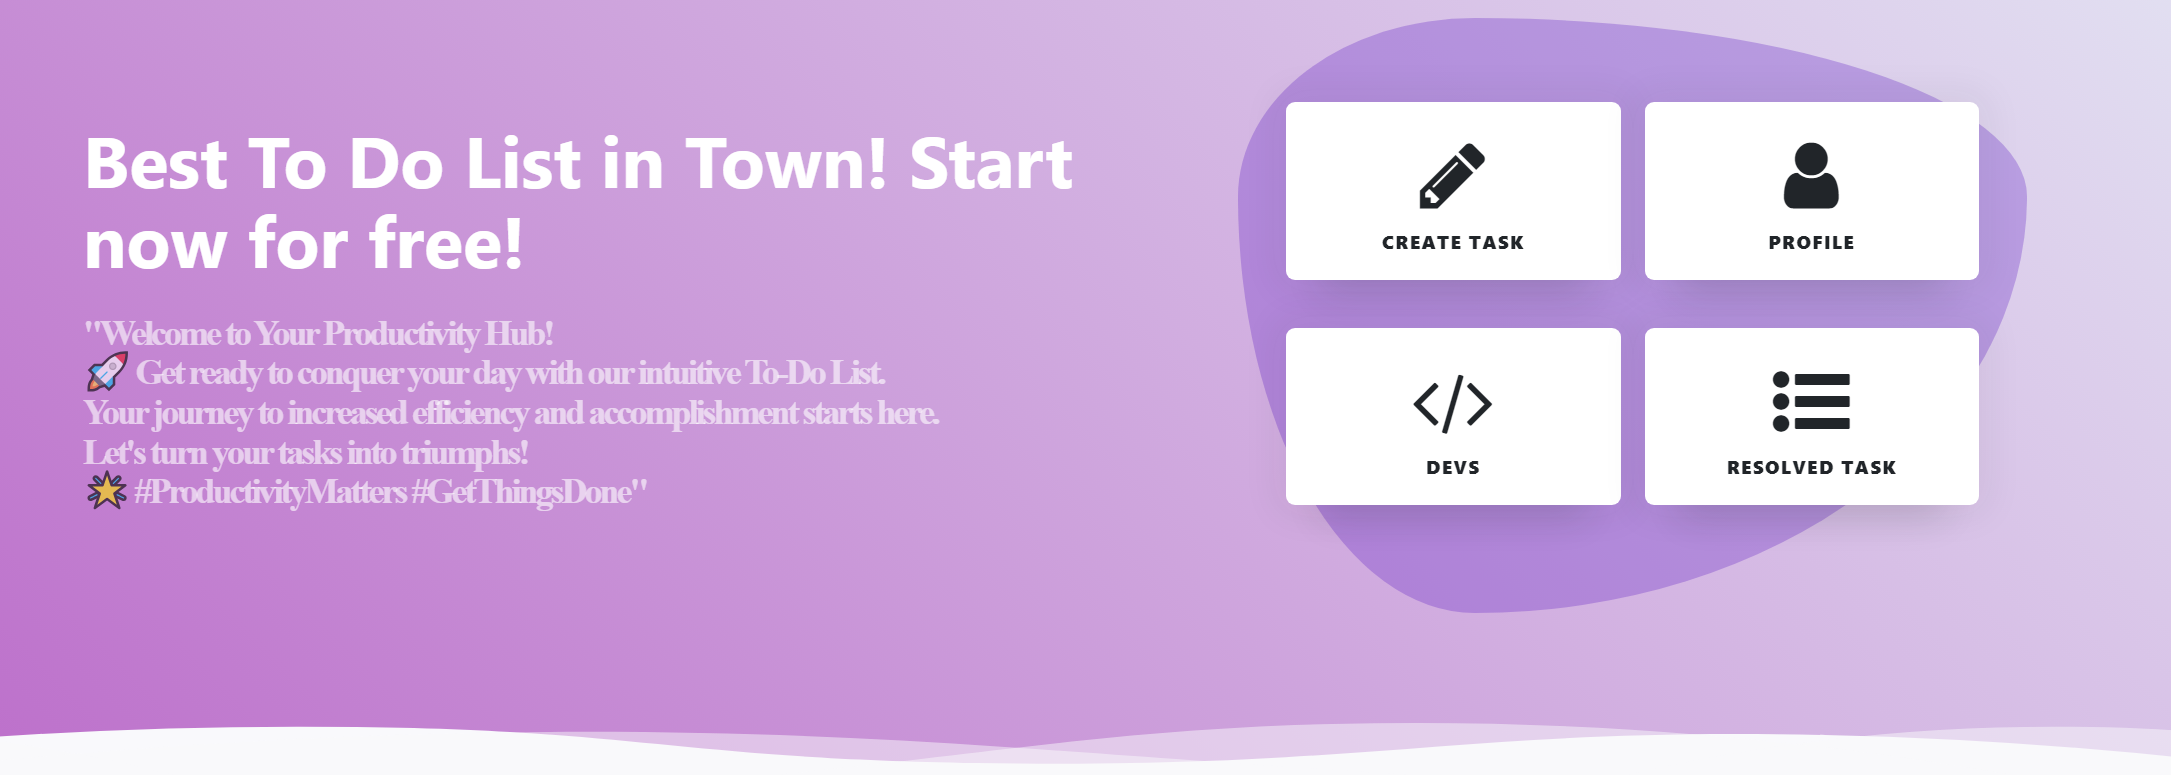 Best To Do List in Town! Start
now for free!
"Welcome to Your Productivity Hub!
🚀 Get ready to conquer your day with our intuitive To-Do List.
Your journey to increased efficiency and accomplishment starts here.
Let's turn your tasks into triumphs!
🌟 #ProductivityMatters #GetThingsDone"
CREATE TASK
PROFILE
DEVS
RESOLVED TASK